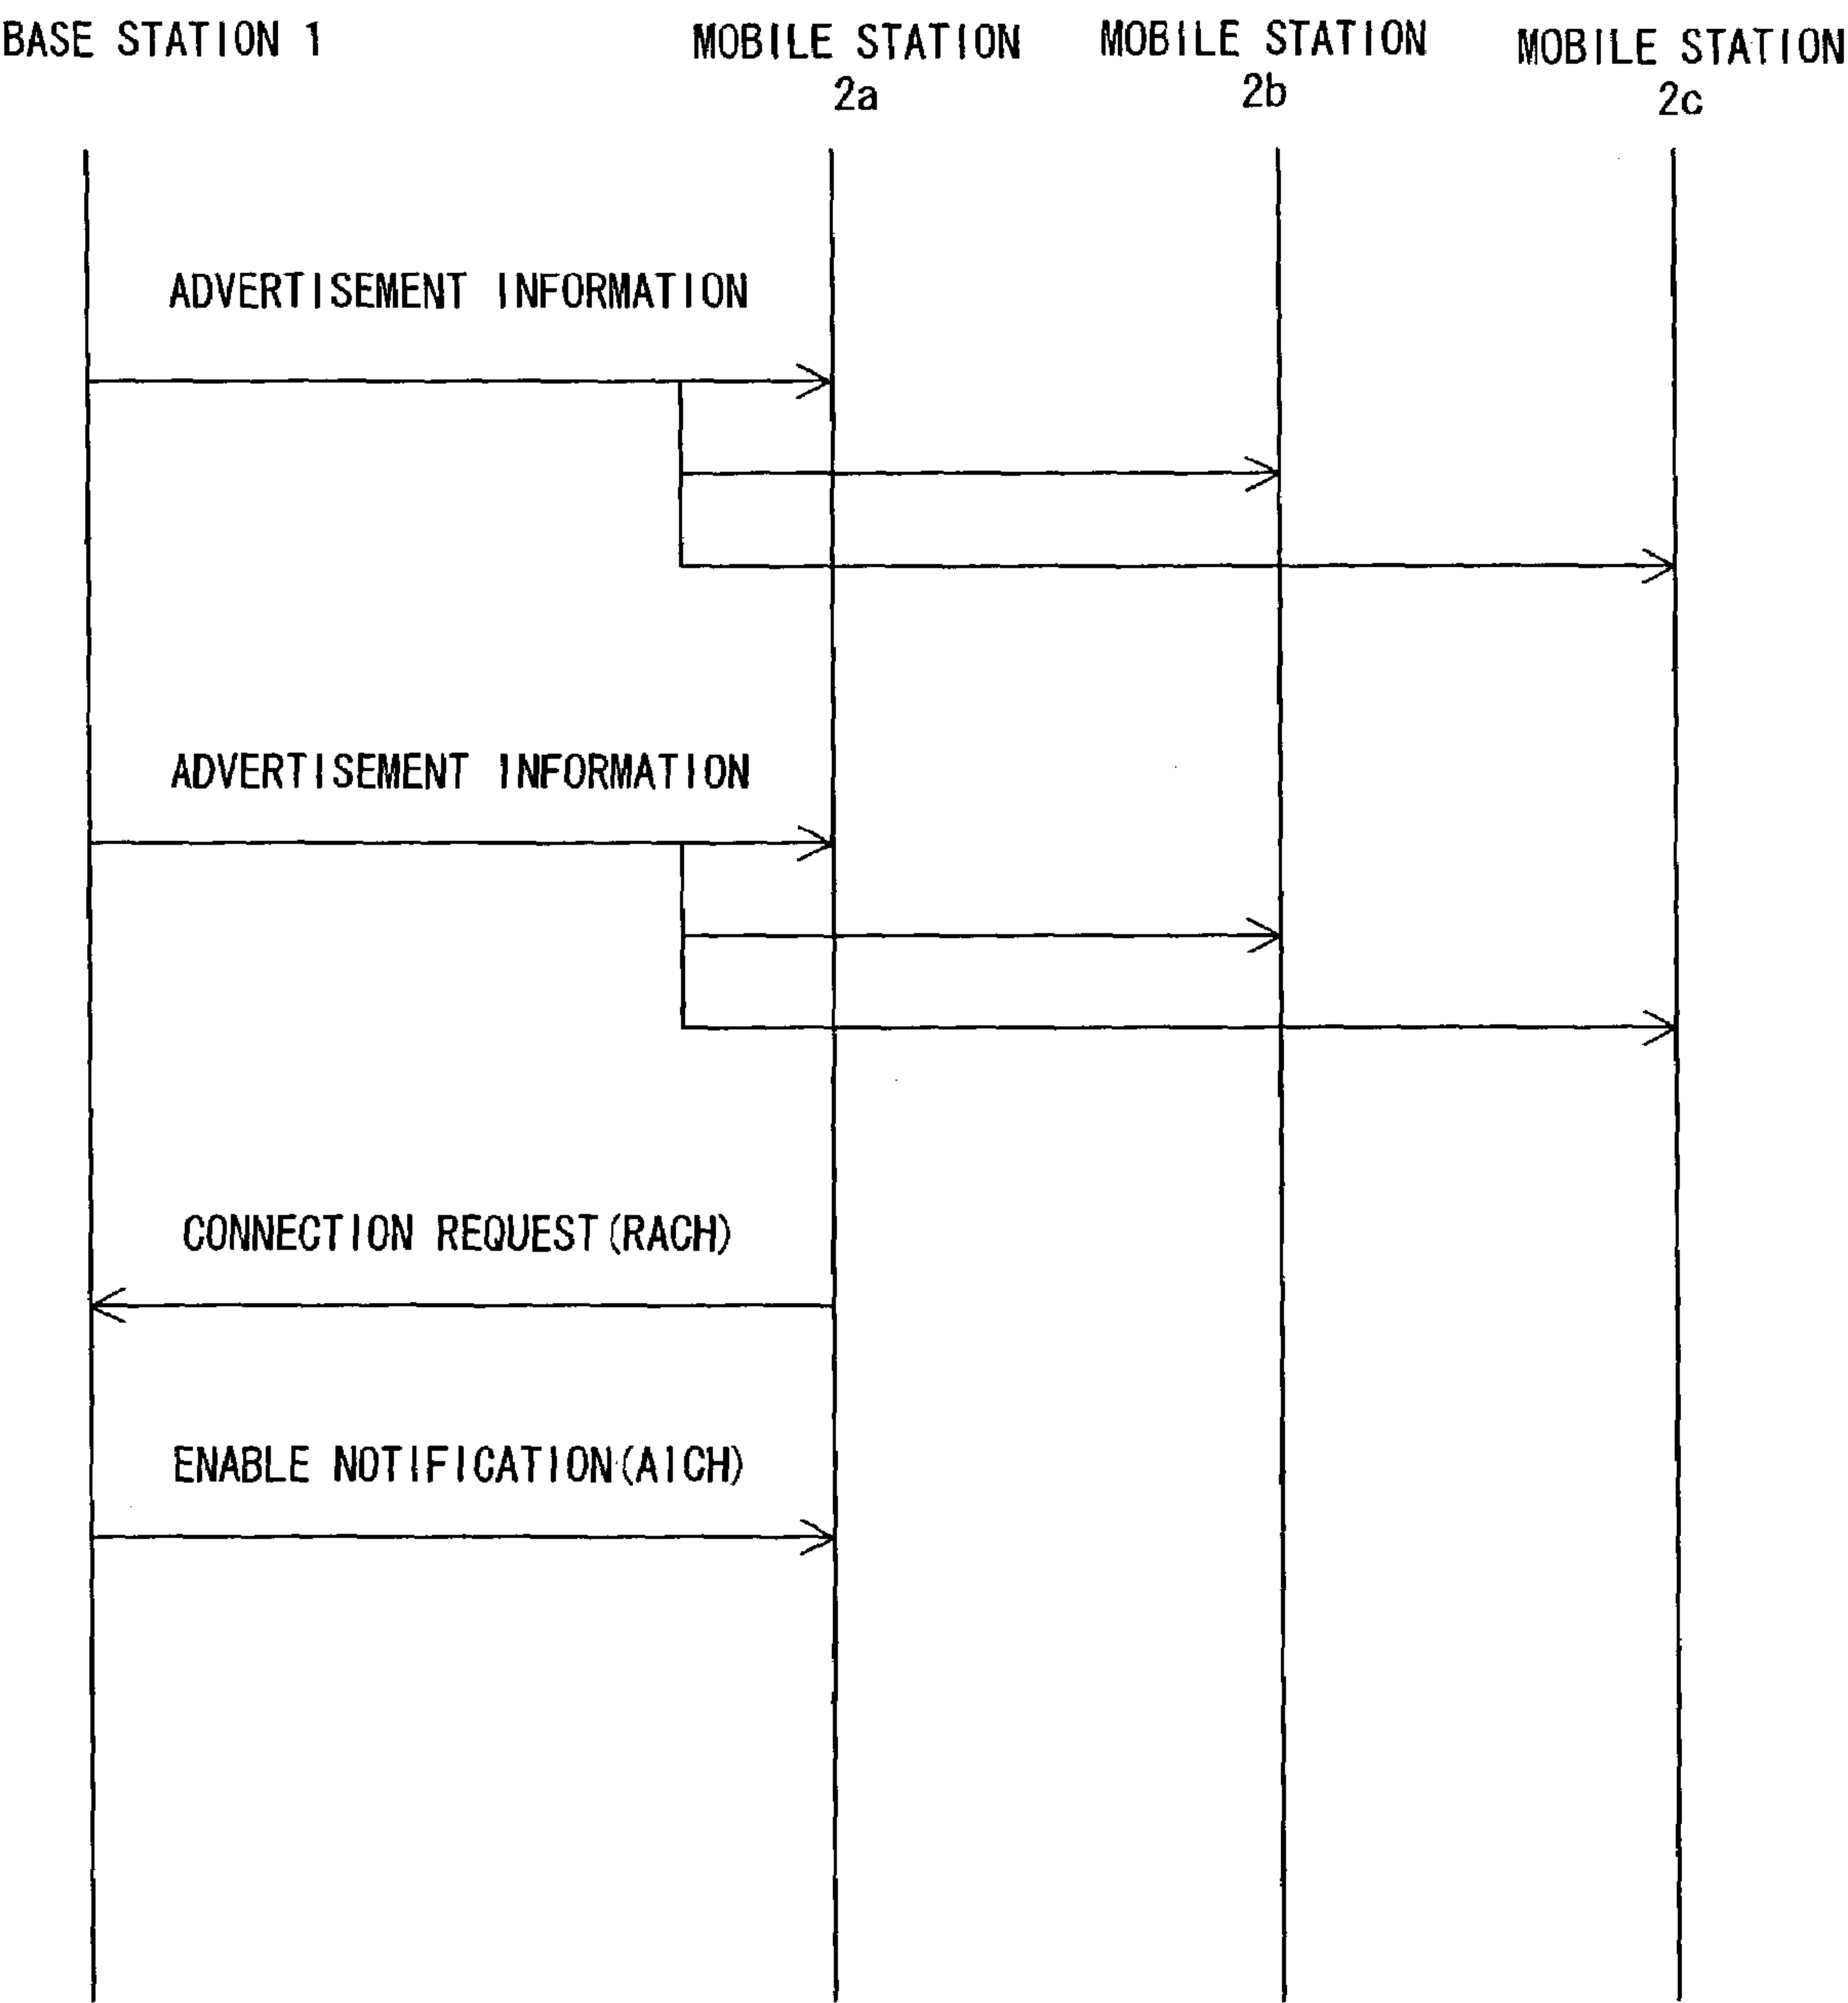 BASE STATION 1
MOBILE STATION
2a
MOBILE STATION
2b
MOBILE STATION
2c
ADVERTISEMENT INFORMATION
ADVERTISEMENT INFORMATION
CONNECTION REQUEST(RACH)
ENABLE NOTIFICATION(AICH)